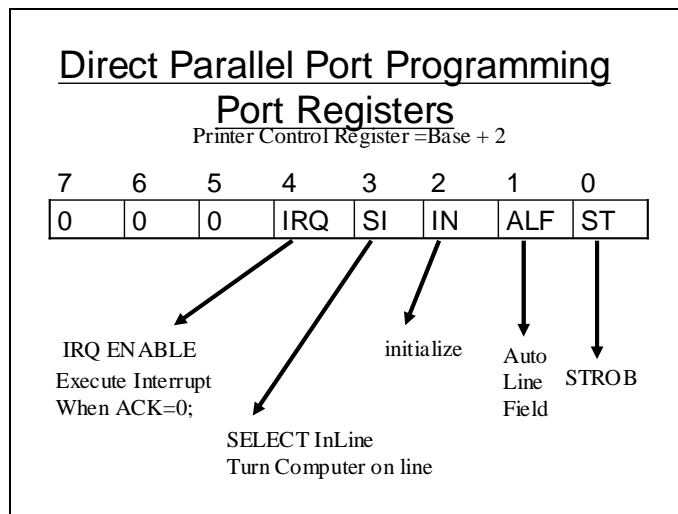 Direct Parallel Port Programming
Port Registers
Printer Control Register =Base + 2
7 6 5 4 3 2 1 0
0 0 0 IRQ SI IN ALF ST
IRQ ENABLE
Execute Interrupt
When ACK=0;
SELECT InLine
Turn Computer on line
initialize
Auto
Line
Field
STROB